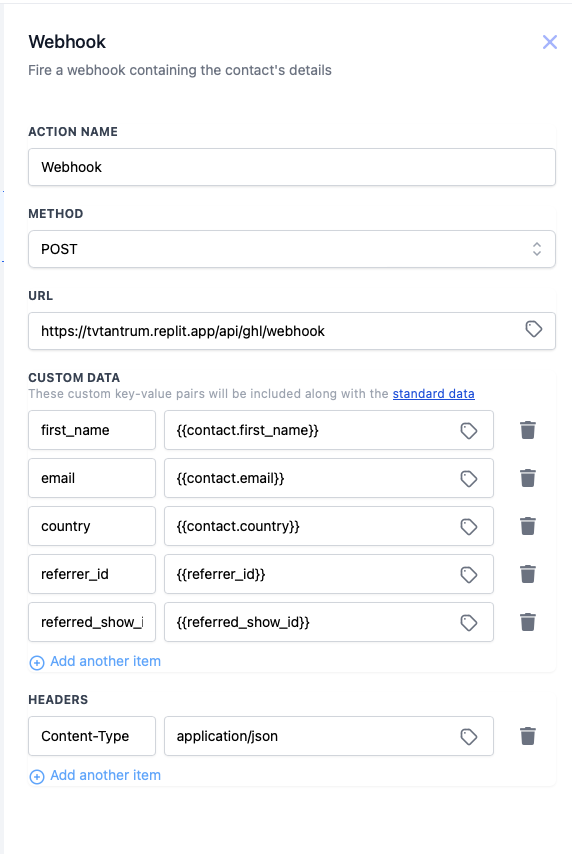 Webhook
Fire a webhook containing the contact's details
ACTION NAME
Webhook
METHOD
POST
URL
https://tvtantrum.replit.app/api/ghl/webhook
CUSTOM DATA
These custom key-value pairs will be included along with the standard data
first_name {{contact.first_name}}
email {{contact.email}}
country {{contact.country}}
referrer_id {{referrer_id}}
referred_show_i {{referred_show_id}}
Add another item
HEADERS
Content-Type application/json
Add another item